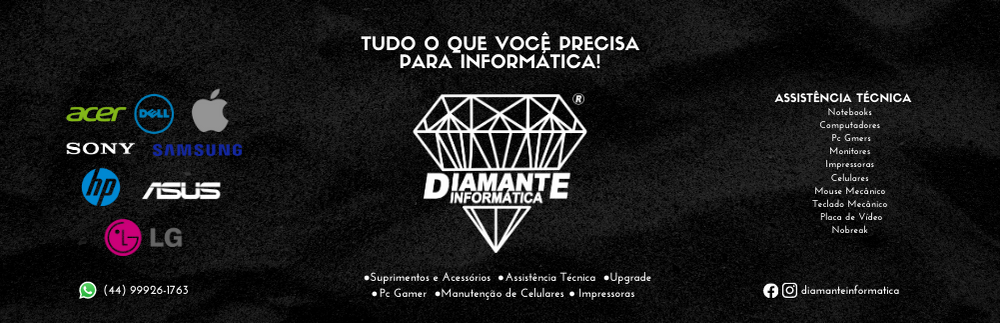 TUDO O QUE VOCÊ PRECISA
PARA INFORMÁTICA!
acer
DELL
SONY
SAMSUNG
hp
ASUS
LG
(44) 99926-1763
®
DIAMANTE
INFORMÁTICA
•Suprimentos e Acessórios •Assistência Técnica •Upgrade
•Pc Gamer •Manutenção de Celulares • Impressoras
ASSISTÊNCIA TÉCNICA
Notebooks
Computadores
Pc Gmers
Monitores
Impressoras
Celulares
Mouse Mecânico
Teclado Mecânico
Placa de Vídeo
Nobreak
diamanteinformatica